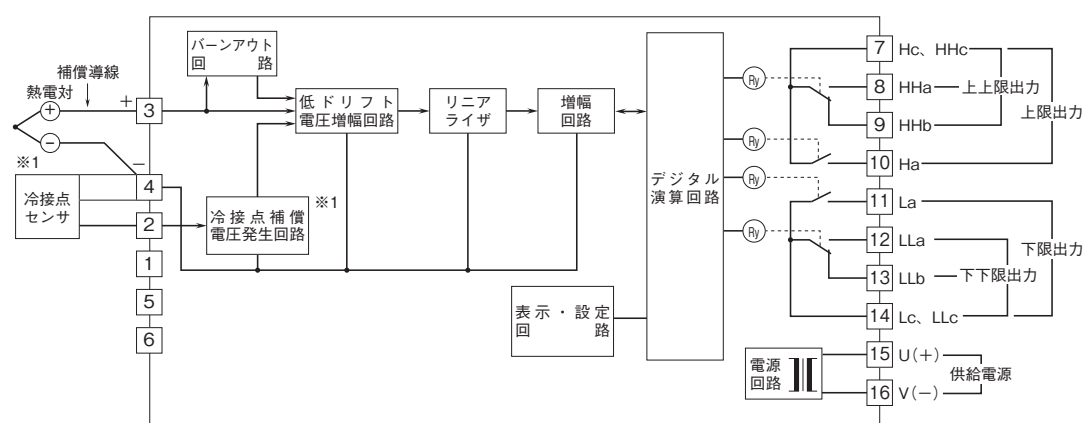 補償導線
熱電対
+
+
−
−
※1
冷接点
センサ
3
4
2
1
5
6
バーンアウト
回路
低ドリフト
電圧増幅回路
リニア
ライザ
増幅
回路
冷接点補償
電圧発生回路
※1
表示・設定
回路
デジタル
演算回路
Ry
Ry
Ry
Ry
電源
回路
7 Hc、HHc
8 HHa
上上限出力
9 HHb
上限出力
10 Ha
11 La
12 LLa
下限出力
13 LLb
下下限出力
14 Lc、LLc
15 U(+)
供給電源
16 V(−)